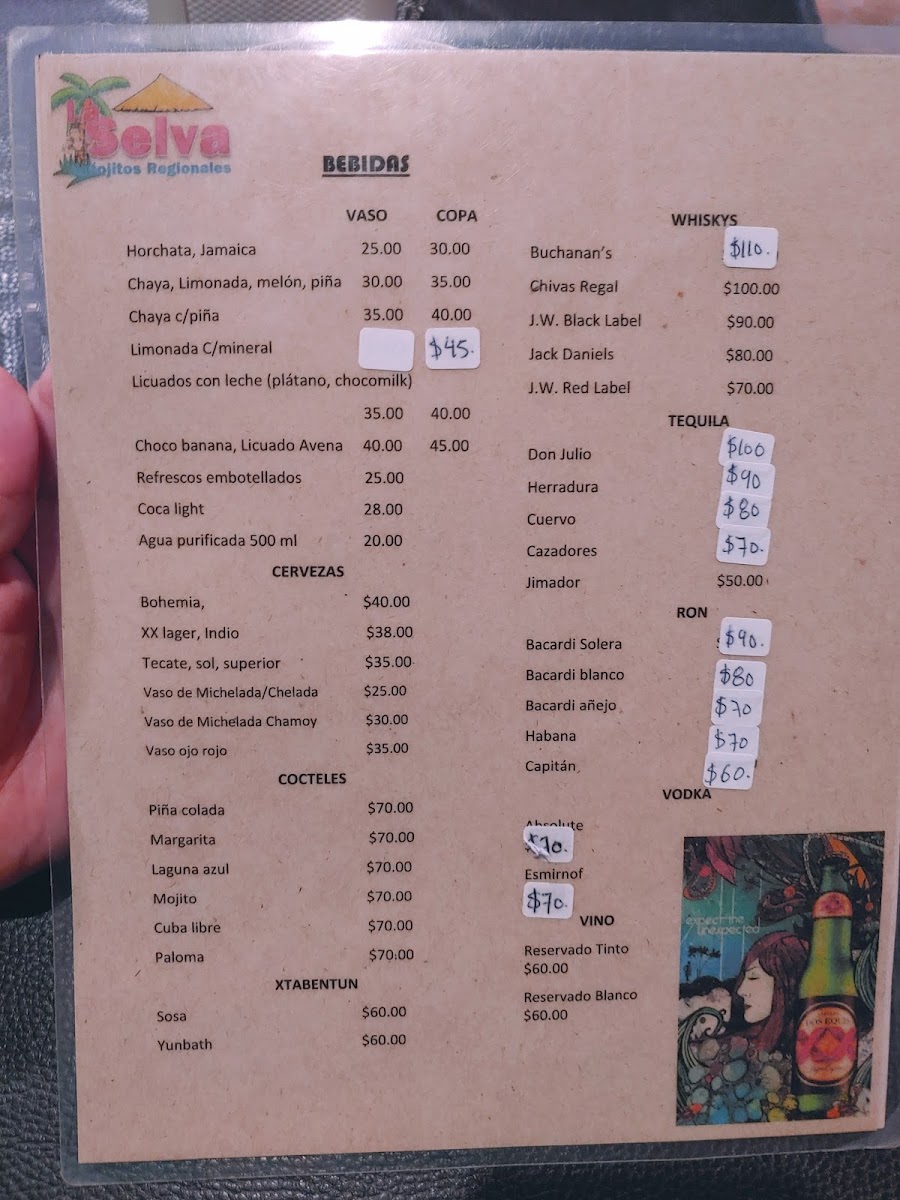 Selva
ojitos Regionales
BEBIDAS
VASO COPA
Horchata, Jamaica 25.00 30.00
Chaya, Limonada, melón, piña 30.00 35.00
Chaya c/piña 35.00 40.00
Limonada C/mineral $45.
Licuados con leche (plátano, chocomilk)
35.00 40.00
Choco banana, Licuado Avena 40.00 45.00
Refrescos embotellados 25.00
Coca light 28.00
Agua purificada 500 ml 20.00
CERVEZAS
Bohemia, $40.00
XX lager, Indio $38.00
Tecate, sol, superior $35.00
Vaso de Michelada/Chelada $25.00
Vaso de Michelada Chamoy $30.00
Vaso ojo rojo $35.00
COCTELES
Piña colada $70.00
Margarita $70.00
Laguna azul $70.00
Mojito $70.00
Cuba libre $70.00
Paloma $70.00
XTABENTUN
Sosa $60.00
Yunbath $60.00
WHISKYS
Buchanan's $110.
Chivas Regal $100.00
J.W. Black Label $90.00
Jack Daniels $80.00
J.W. Red Label $70.00
TEQUILA
Don Julio $100
Herradura $90
Cuervo $80
Cazadores $70.
Jimador $50.00
RON
Bacardi Solera $90.
Bacardi blanco $80
Bacardi añejo $70
Habana $70
Capitán $60.
VODKA
Absolute
$70.
Esmirnof
$70.
VINO
Reservado Tinto
$60.00
Reservado Blanco
$60.00
expect the
unexpected
DOS EQUIS